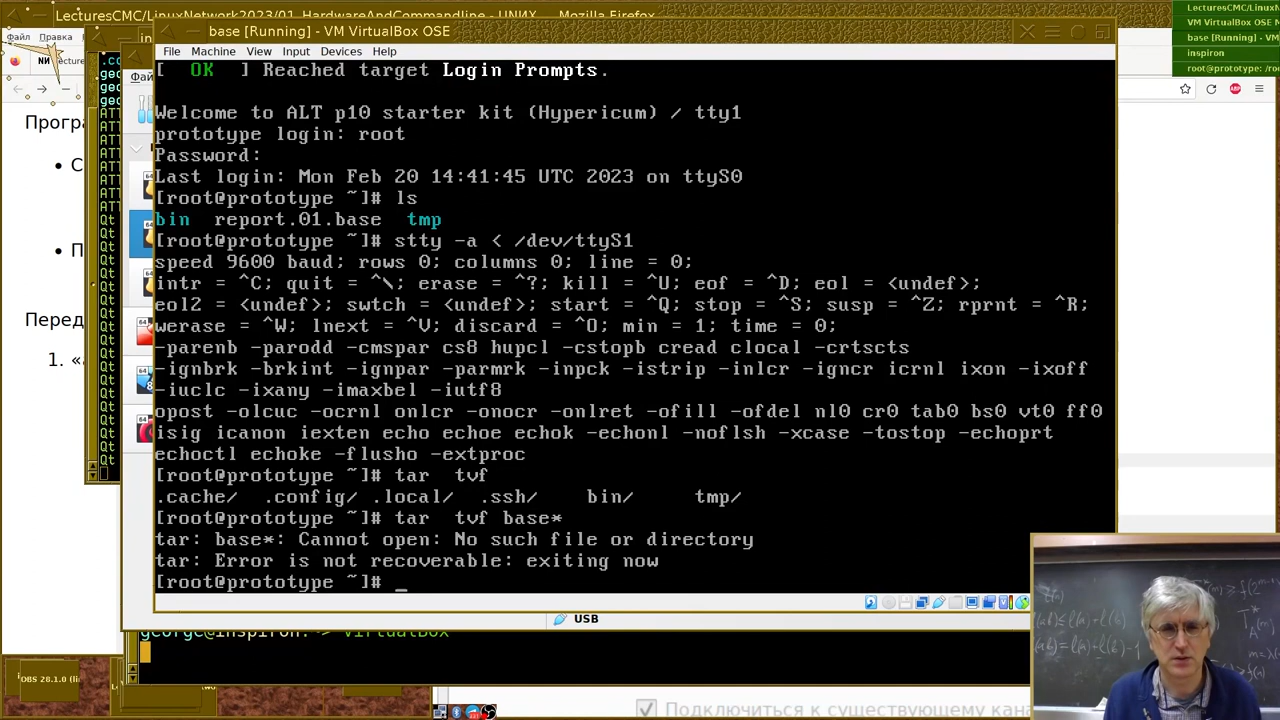 LecturesCMC/LinuxNetwork2023/01_HardwareAndCommandline - UNИX — Mozilla Firefox
LecturesCMC/LinuxN
VM VirtualBox OSE M
base [Running] - VM
inspiron
root@prototype: /ro
base [Running] - VM VirtualBox OSE
File Machine View Input Devices Help
[ OK ] Reached target Login Prompts.
Welcome to ALT p10 starter kit (Hypericum) / tty1
prototype login: root
Password:
Last login: Mon Feb 20 14:41:45 UTC 2023 on ttyS0
[root@prototype ~]# ls
bin report.01.base tmp
[root@prototype ~]# stty -a < /dev/ttyS1
speed 9600 baud; rows 0; columns 0; line = 0;
intr = ^C; quit = ^\; erase = ^?; kill = ^U; eof = ^D; eol = <undef>;
eol2 = <undef>; swtch = <undef>; start = ^Q; stop = ^S; susp = ^Z; rprnt = ^R;
werase = ^W; lnext = ^V; discard = ^O; min = 1; time = 0;
-parenb -parodd -cmspar cs8 hupcl -cstopb cread clocal -crtscts
-ignbrk -brkint -ignpar -parmrk -inpck -istrip -inlcr -igncr icrnl ixon -ixoff
-iuclc -ixany -imaxbel -iutf8
opost -olcuc -ocrnl onlcr -onocr -onlret -ofill -ofdel nl0 cr0 tab0 bs0 vt0 ff0
isig icanon iexten echo echoe echok -echonl -noflsh -xcase -tostop -echoprt
echoctl echoke -flusho -extproc
[root@prototype ~]# tar tvf
.cache/ .config/ .local/ .ssh/ bin/ tmp/
[root@prototype ~]# tar tvf base*
tar: base*: Cannot open: No such file or directory
tar: Error is not recoverable: exiting now
[root@prototype ~]# _
USB
Файл Правка
Програ
• С
• П
Перед
1. «
george@inspiron:~> VirtualBox
OBS 28.1.0 (li
Подключиться к существующему кана